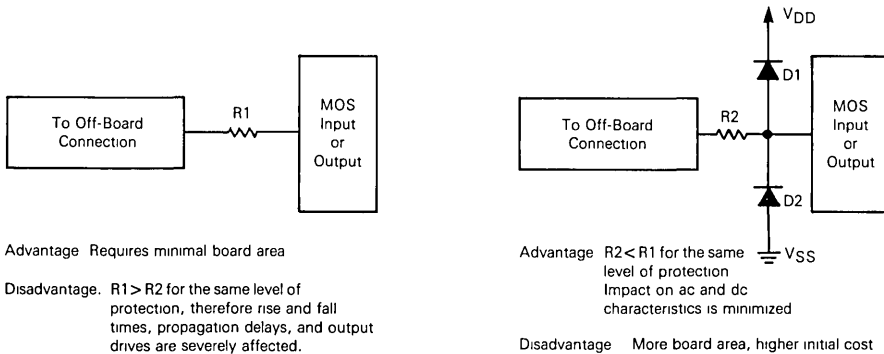 To Off-Board
Connection
R1
MOS
Input
or
Output
Advantage Requires minimal board area
Disadvantage. R1 > R2 for the same level of
protection, therefore rise and fall
times, propagation delays, and output
drives are severely affected.
VDD
D1
To Off-Board
Connection
R2
MOS
Input
or
Output
D2
VSS
Advantage R2 < R1 for the same
level of protection
Impact on ac and dc
characteristics is minimized
Disadvantage More board area, higher initial cost